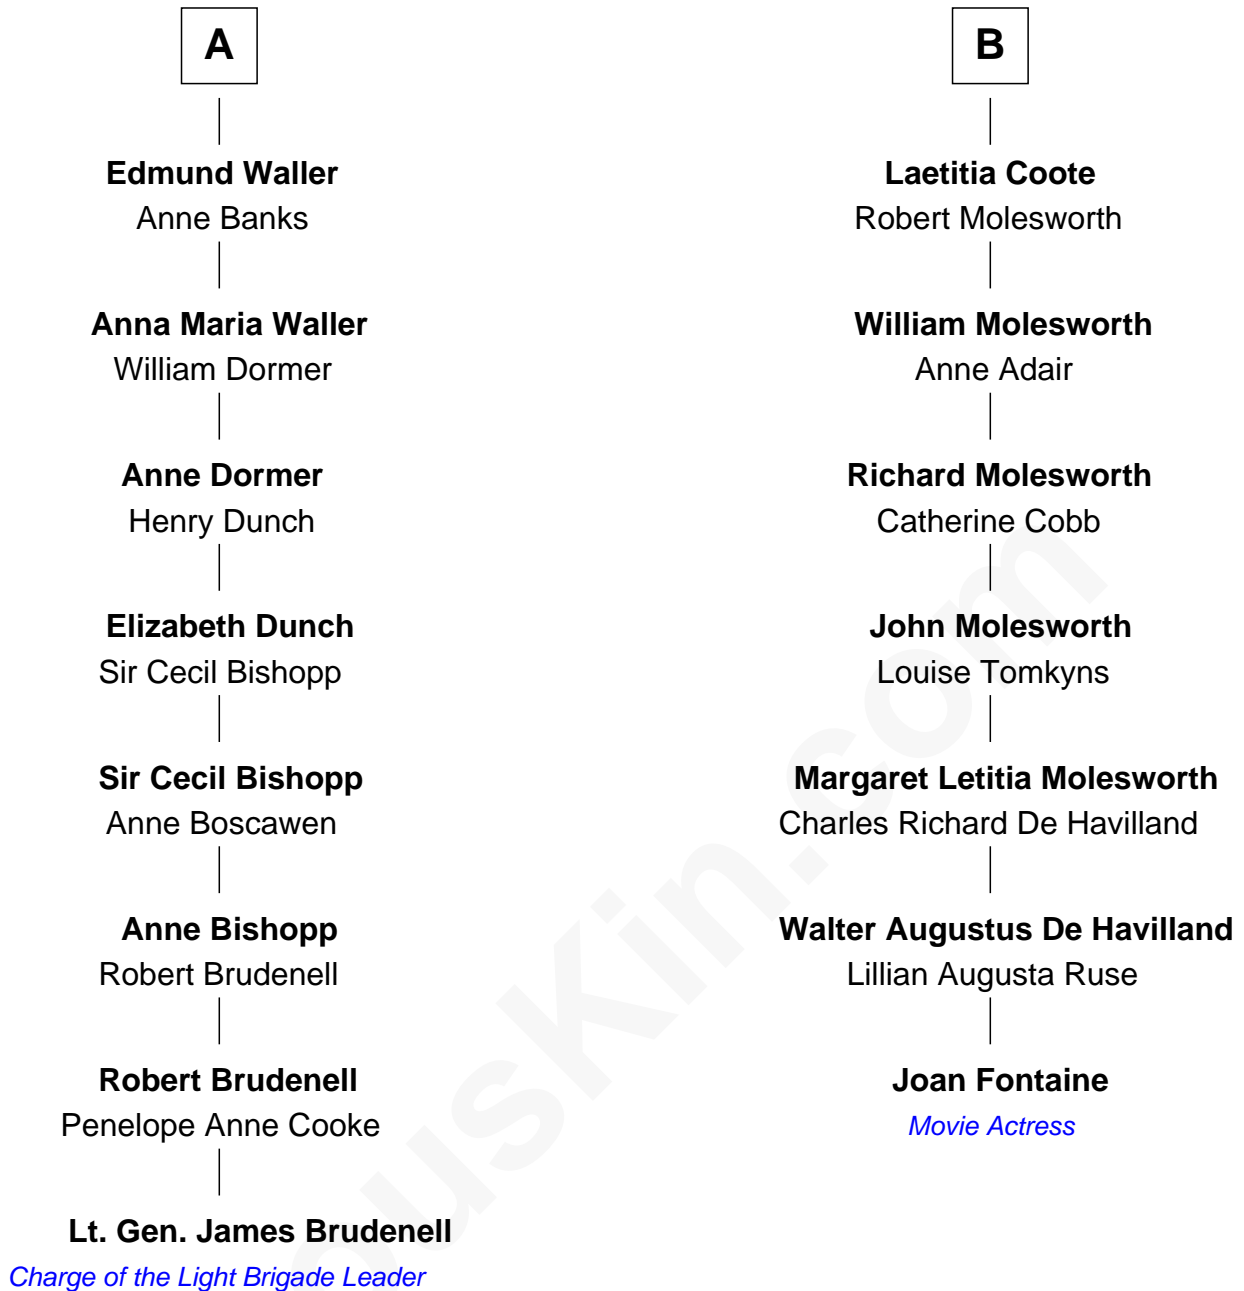 A
Edmund Waller
Anne Banks
Anna Maria Waller
William Dormer
Anne Dormer
Henry Dunch
Elizabeth Dunch
Sir Cecil Bishopp
Sir Cecil Bishopp
Anne Boscawen
Anne Bishopp
Robert Brudenell
Robert Brudenell
Penelope Anne Cooke
Lt. Gen. James Brudenell
Charge of the Light Brigade Leader
B
Laetitia Coote
Robert Molesworth
William Molesworth
Anne Adair
Richard Molesworth
Catherine Cobb
John Molesworth
Louise Tomkyns
Margaret Letitia Molesworth
Charles Richard De Havilland
Walter Augustus De Havilland
Lillian Augusta Ruse
Joan Fontaine
Movie Actress